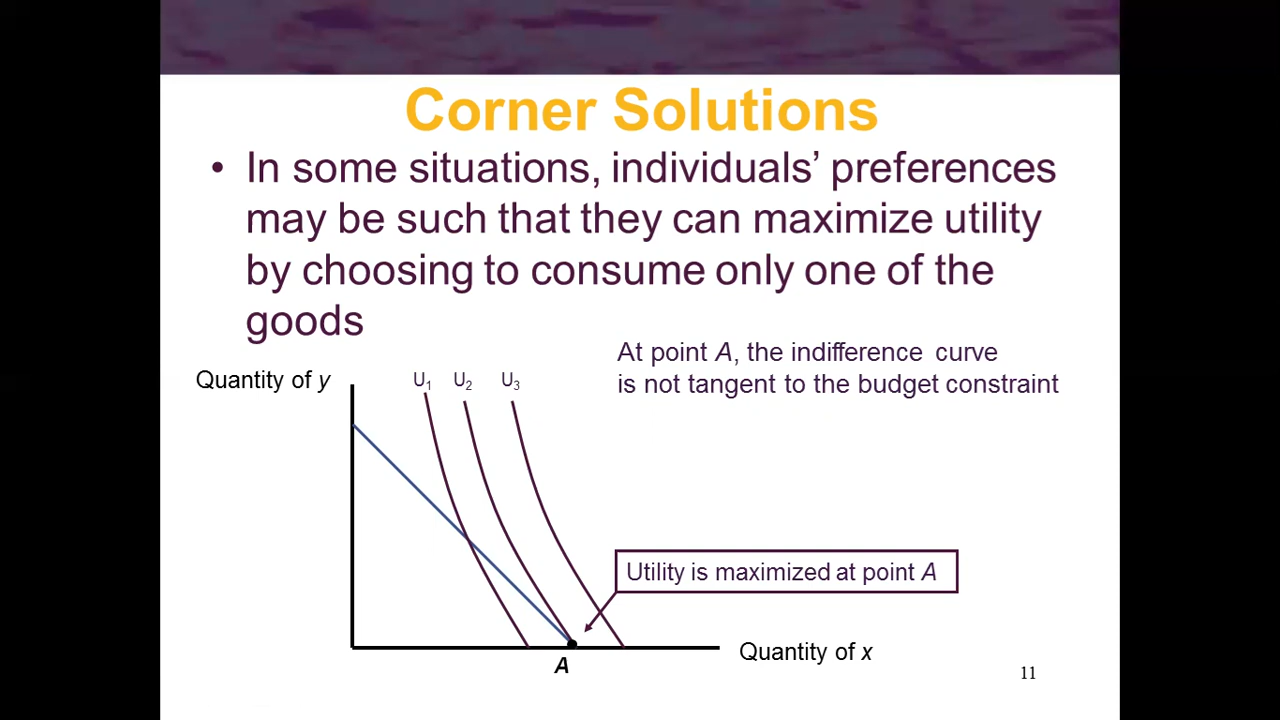 Corner Solutions
• In some situations, individuals’ preferences
may be such that they can maximize utility
by choosing to consume only one of the
goods
At point A, the indifference curve
is not tangent to the budget constraint
Quantity of y
U1 U2 U3
Utility is maximized at point A
Quantity of x
A
11